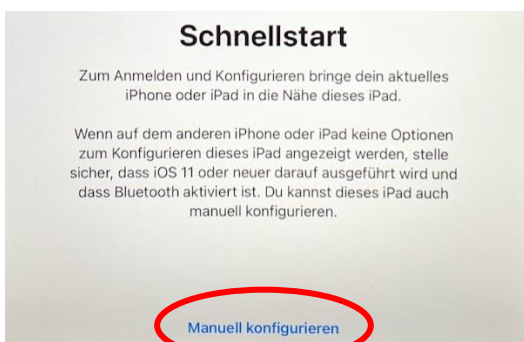 Schnellstart
Zum Anmelden und Konfigurieren bringe dein aktuelles
iPhone oder iPad in die Nähe dieses iPad.
Wenn auf dem anderen iPhone oder iPad keine Optionen
zum Konfigurieren dieses iPad angezeigt werden, stelle
sicher, dass iOS 11 oder neuer darauf ausgeführt wird und
dass Bluetooth aktiviert ist. Du kannst dieses iPad auch
manuell konfigurieren.
Manuell konfigurieren